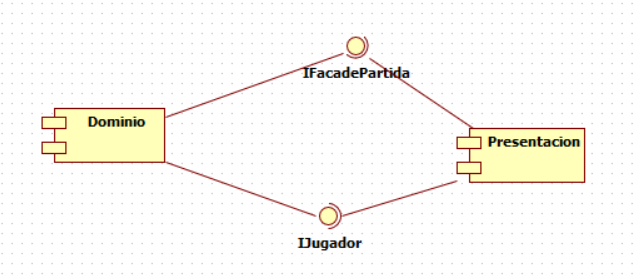 IFacadePartida
Dominio
Presentacion
IJugador